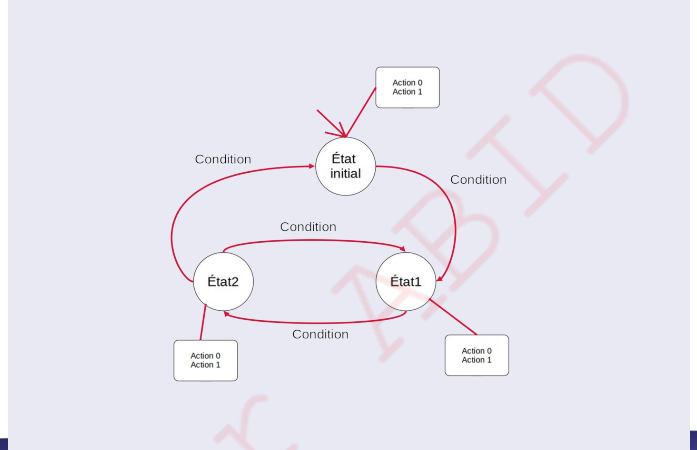 Action 0
Action 1
Condition
État
initial
Condition
Condition
État2
État1
Condition
Action 0
Action 1
Action 0
Action 1
r ABID